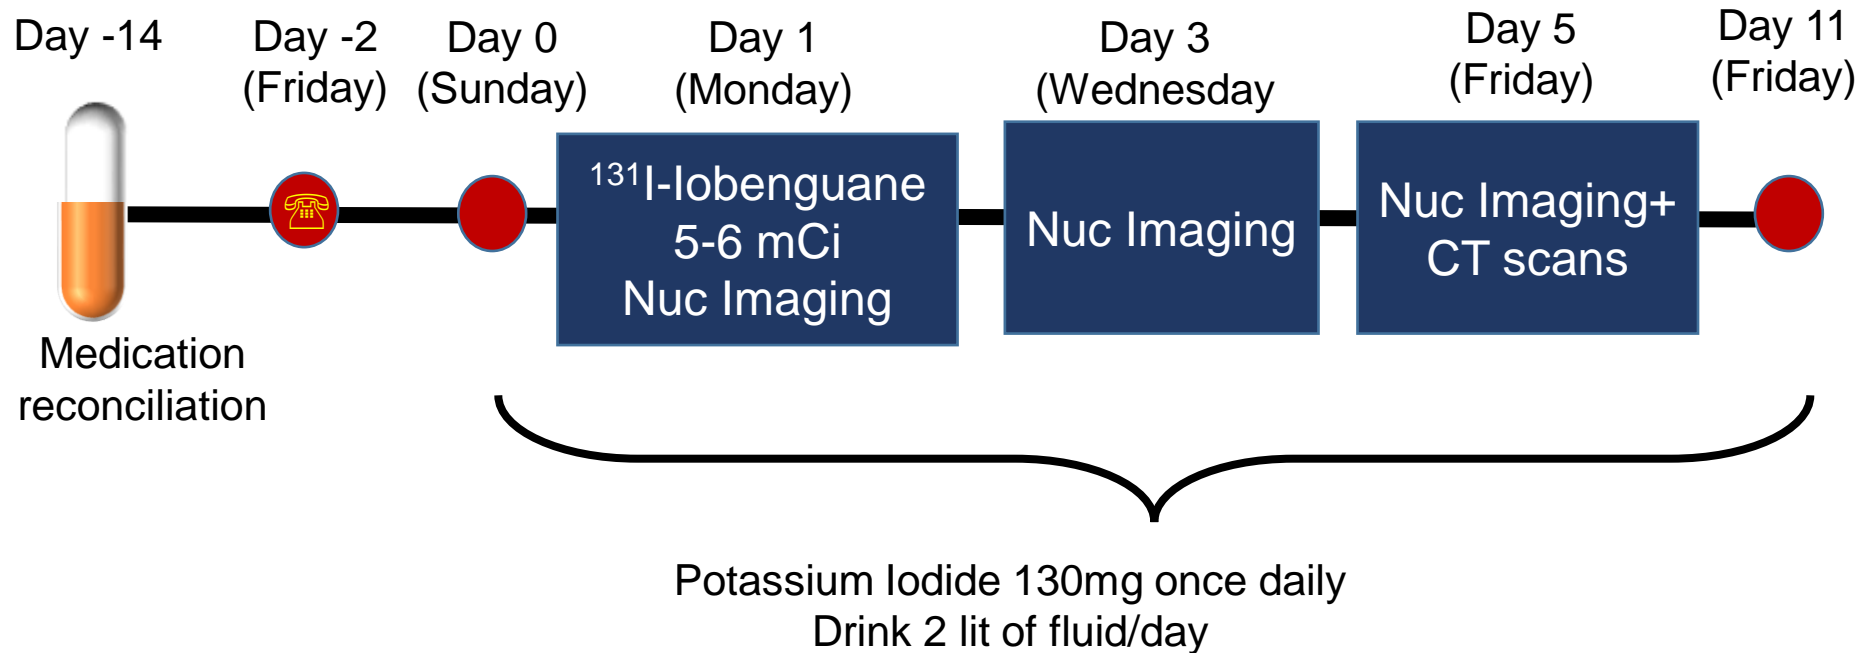 Day -14
Day -2
(Friday)
Day 0
(Sunday)
Day 1
(Monday)
Day 3
(Wednesday
Day 5
(Friday)
Day 11
(Friday)
¹³¹I-Iobenguane
5-6 mCi
Nuc Imaging
Nuc Imaging
Nuc Imaging+
CT scans
Medication
reconciliation
Potassium Iodide 130mg once daily
Drink 2 lit of fluid/day